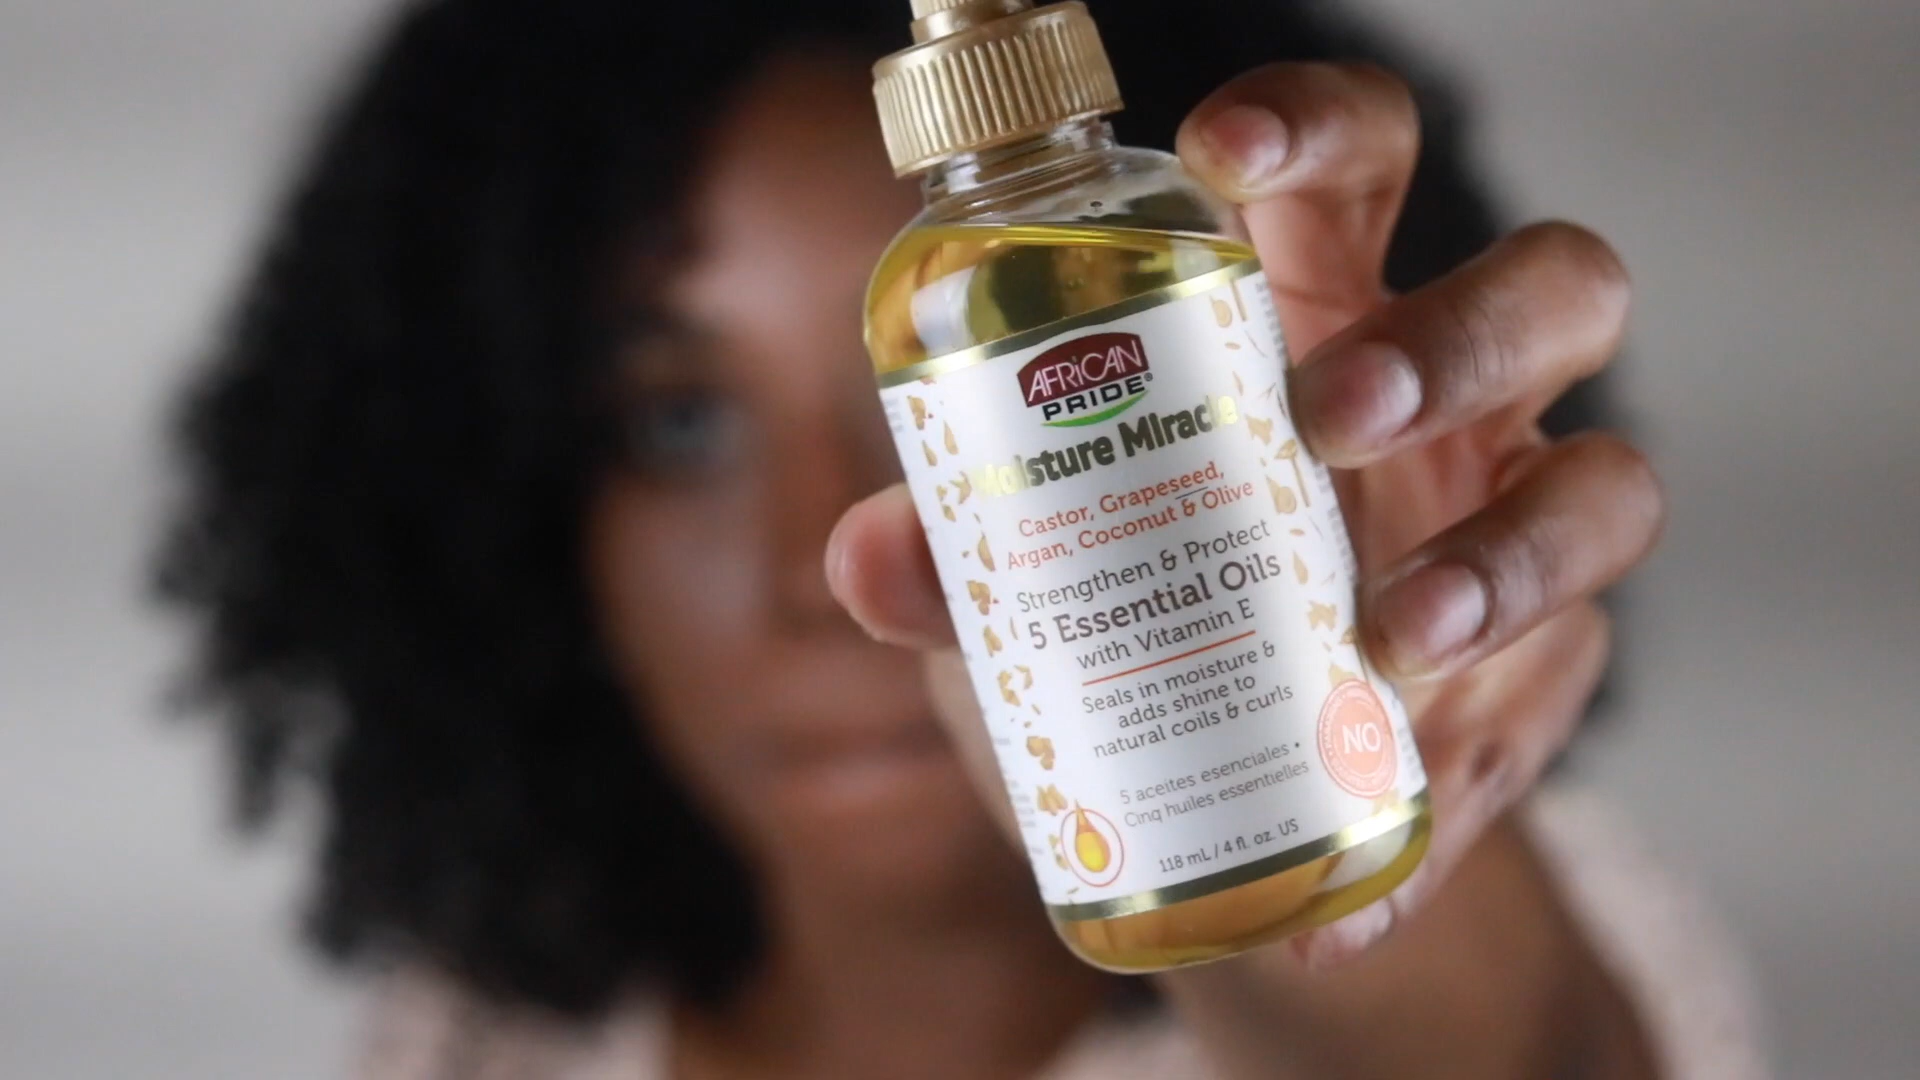 AFRiCAN
PRIDE®
Moisture Miracle
Castor, Grapeseed,
Argan, Coconut & Olive
Strengthen & Protect
5 Essential Oils
with Vitamin E
Seals in moisture &
adds shine to
natural coils & curls
5 aceites esenciales •
Cinq huiles essentielles
118 mL / 4 fl. oz. US
NO